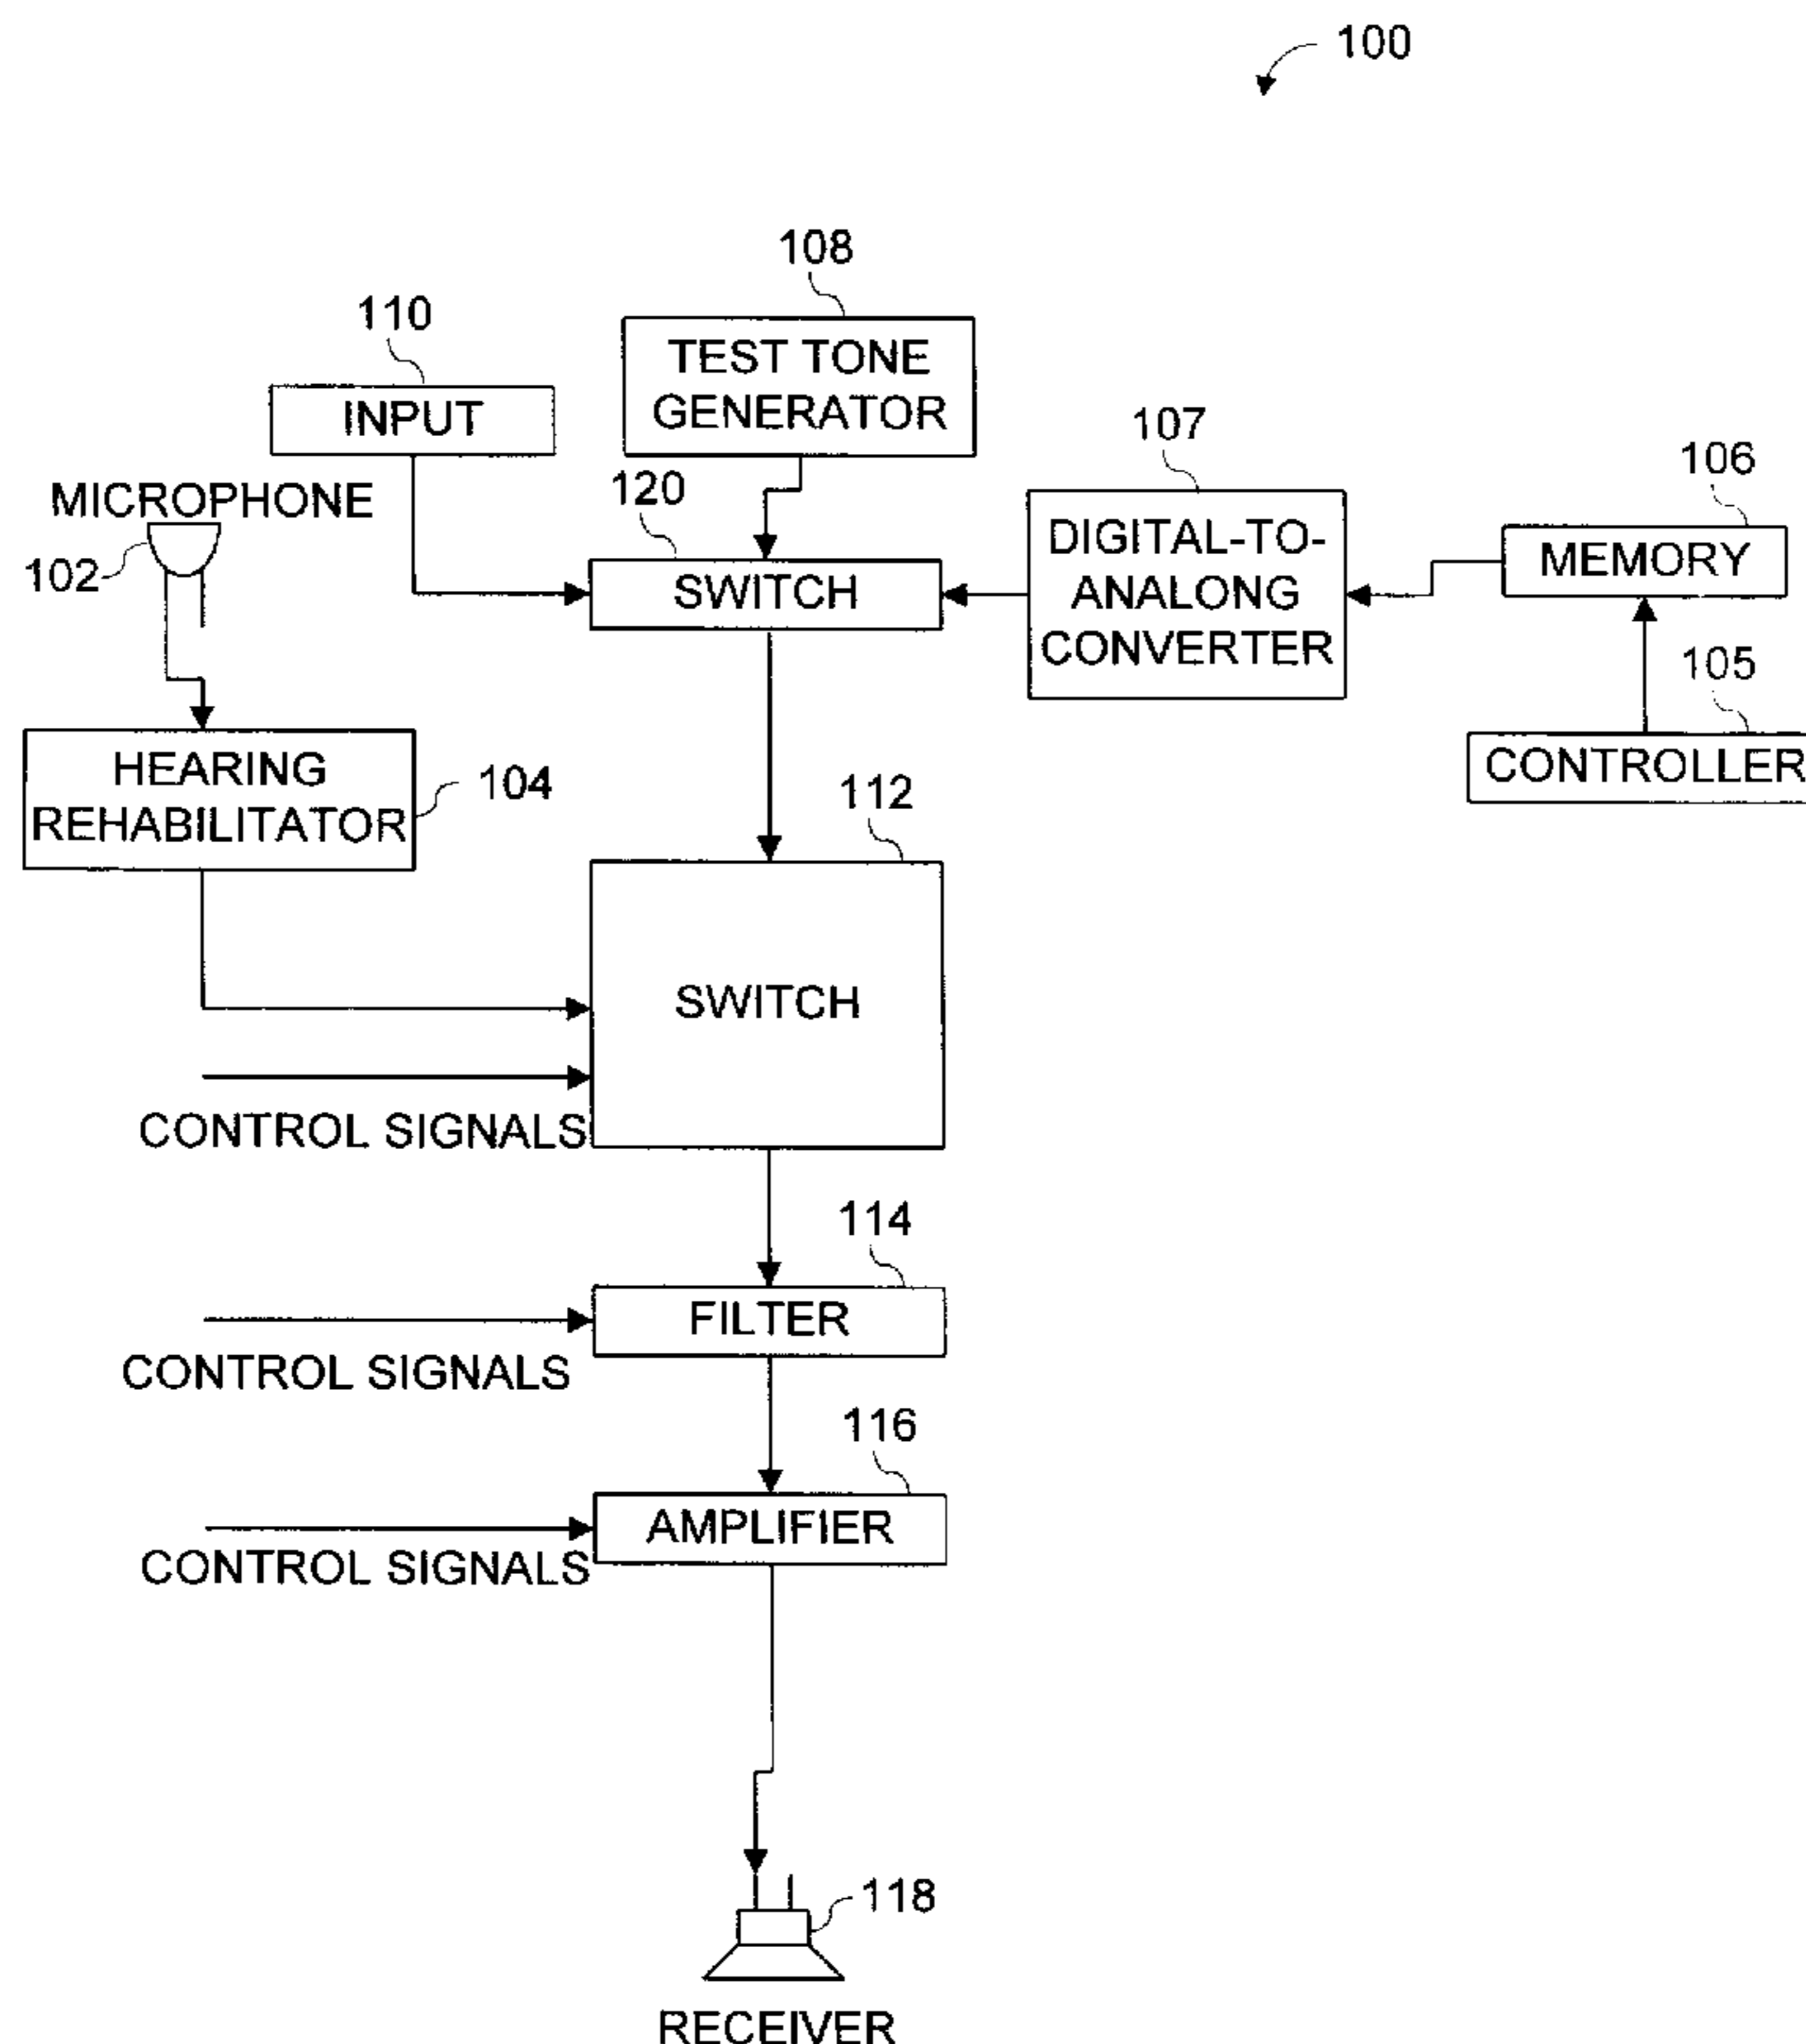 100
108
110
TEST TONE
GENERATOR
INPUT
107
106
120
MICROPHONE
102
SWITCH
DIGITAL-TO-
ANALONG
CONVERTER
MEMORY
105
CONTROLLER
HEARING
REHABILITATOR
104
112
SWITCH
CONTROL SIGNALS
114
FILTER
CONTROL SIGNALS
116
AMPLIFIER
CONTROL SIGNALS
118
RECEIVER